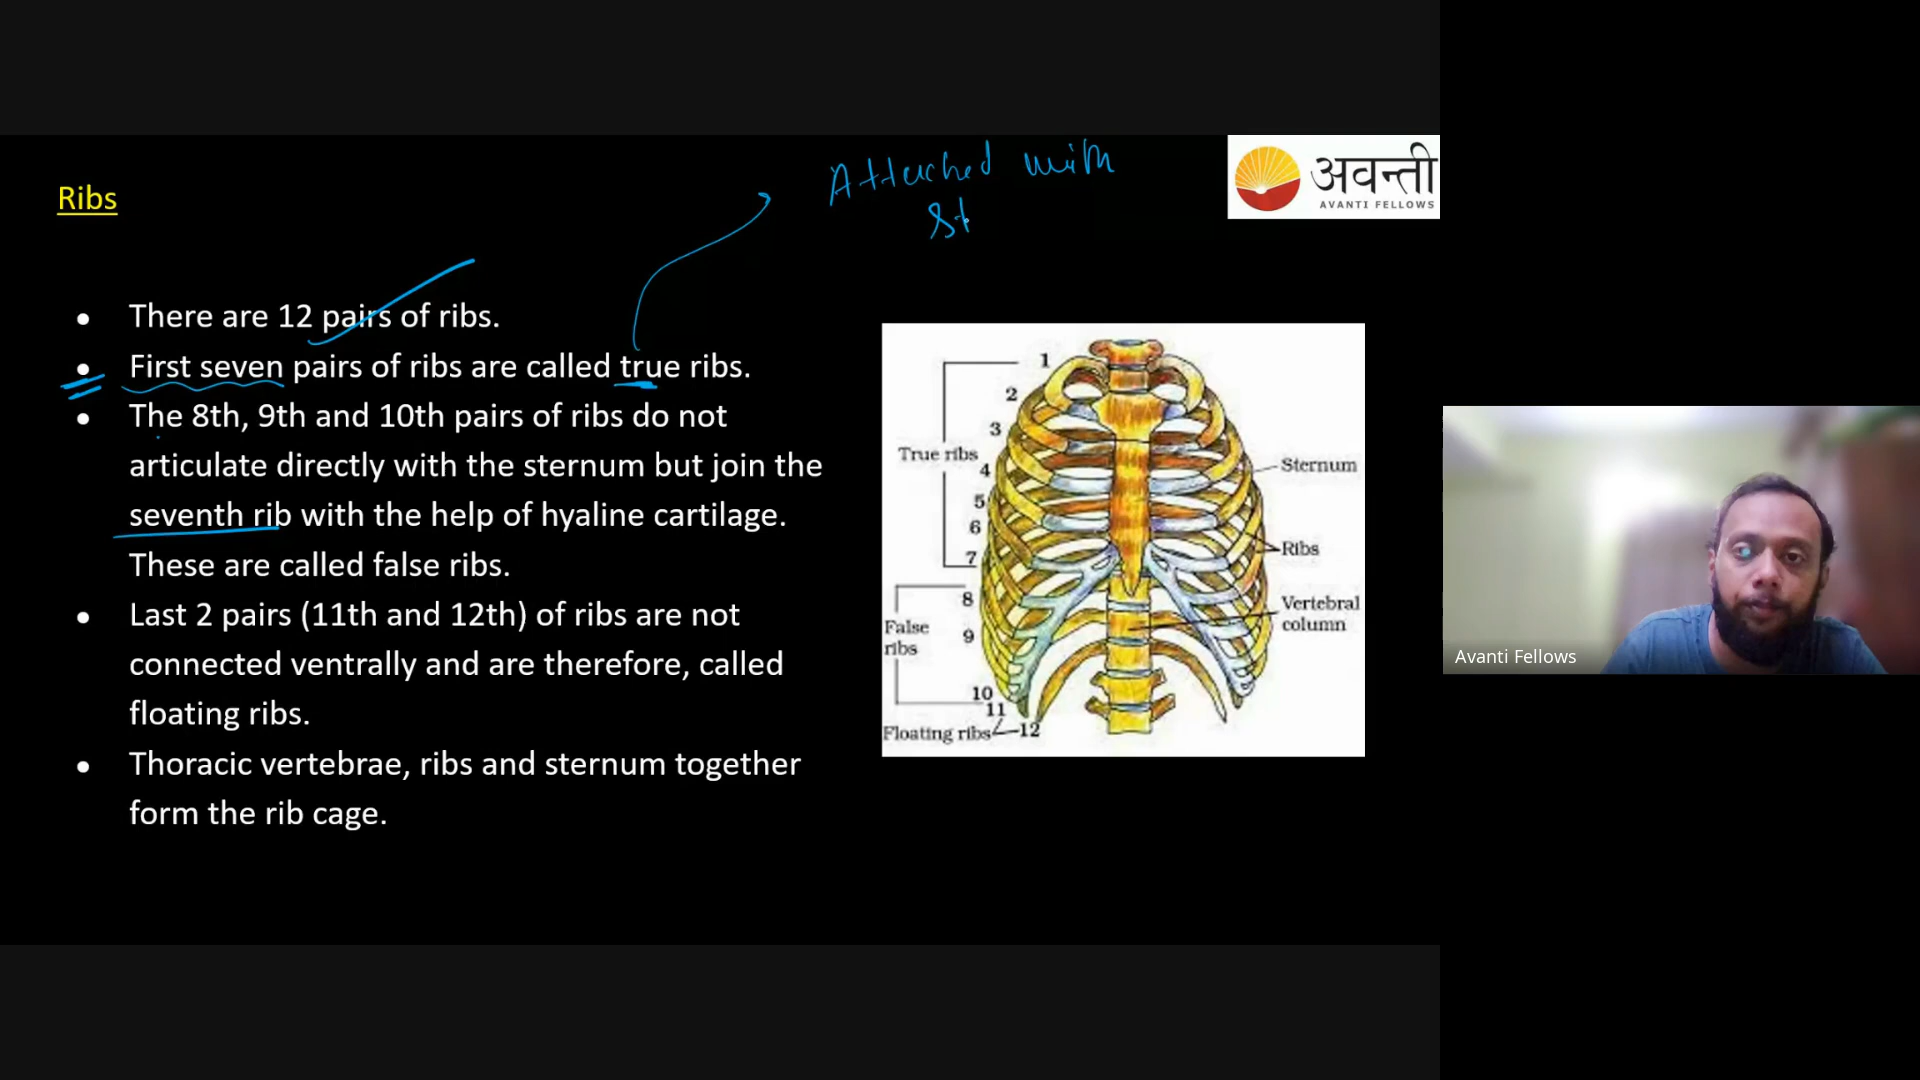 Attached with
St
अवन्ती
AVANTI FELLOWS
Ribs
There are 12 pairs of ribs.
First seven pairs of ribs are called true ribs.
The 8th, 9th and 10th pairs of ribs do not
articulate directly with the sternum but join the
seventh rib with the help of hyaline cartilage.
These are called false ribs.
Last 2 pairs (11th and 12th) of ribs are not
connected ventrally and are therefore, called
floating ribs.
Thoracic vertebrae, ribs and sternum together
form the rib cage.
1
2
3
True ribs
4
5
6
7
8
False
ribs
9
10
11
Floating ribs
12
Sternum
Ribs
Vertebral
column
Avanti Fellows